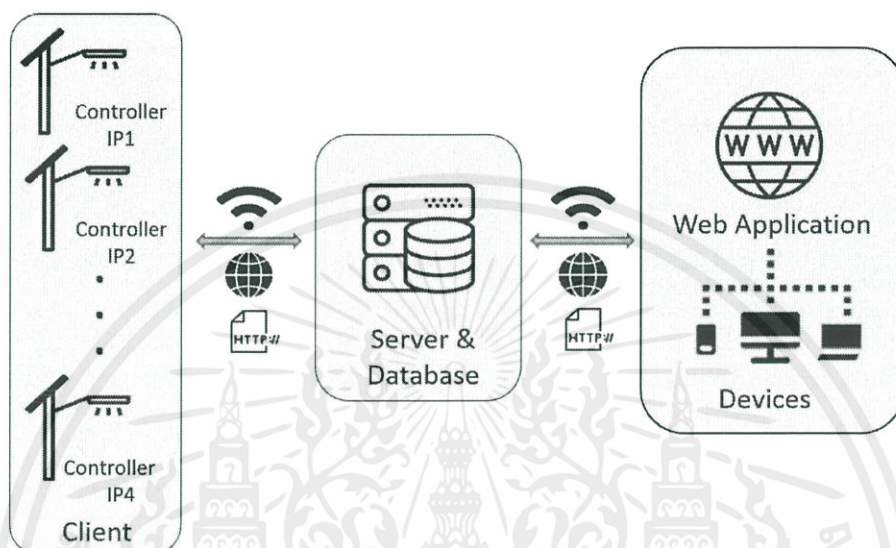 Controller
IP1
Controller
IP2
Controller
IP4
Client
HTTP://
Server &
Database
HTTP://
WWW
Web Application
Devices